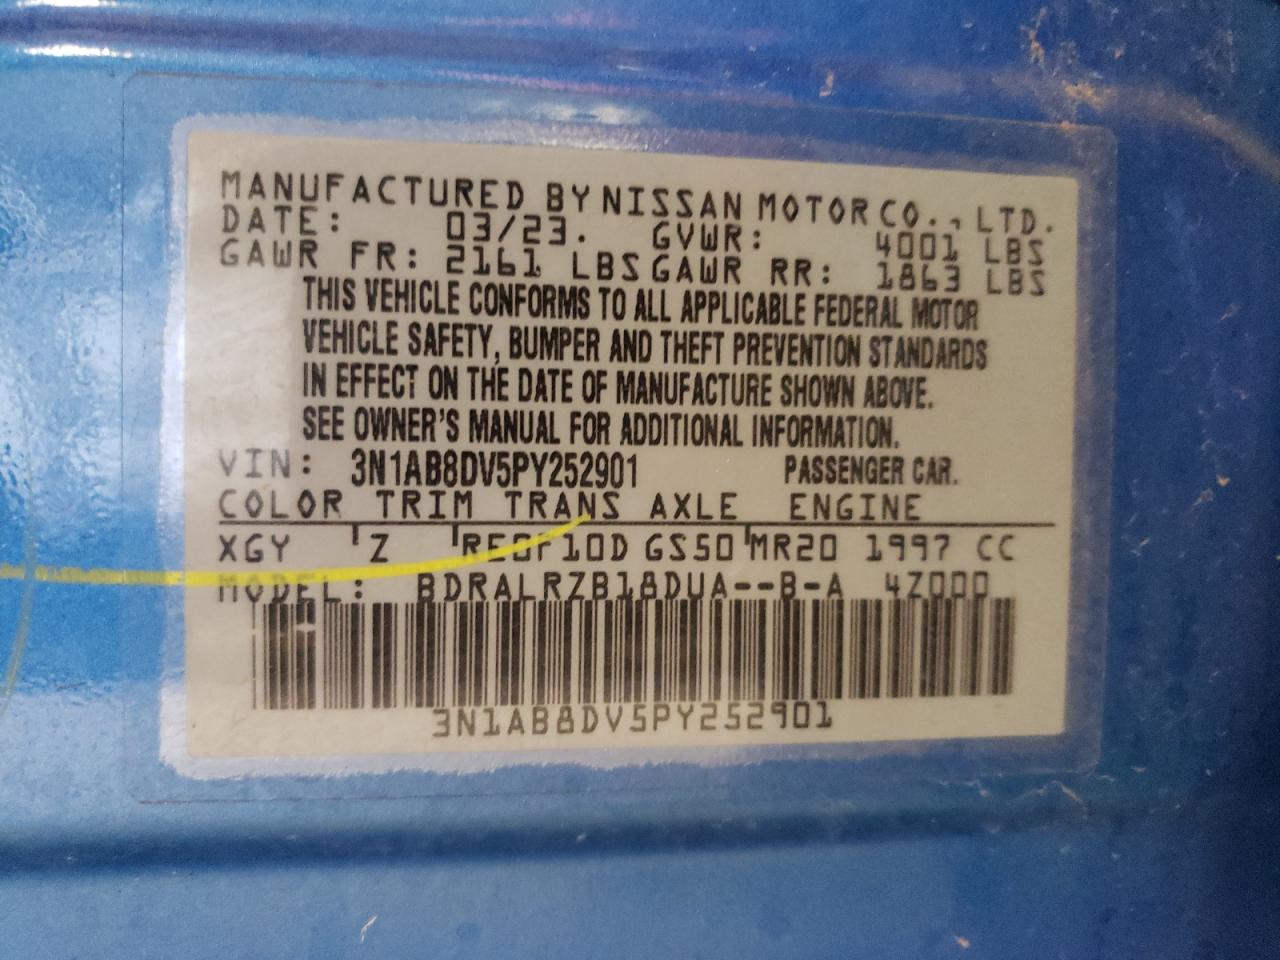 MANUFACTURED BY NISSAN MOTOR CO., LTD.
DATE: 03/23. GVWR: 4001 LBS
GAWR FR: 2161 LBS GAWR RR: 1863 LBS
THIS VEHICLE CONFORMS TO ALL APPLICABLE FEDERAL MOTOR
VEHICLE SAFETY, BUMPER AND THEFT PREVENTION STANDARDS
IN EFFECT ON THE DATE OF MANUFACTURE SHOWN ABOVE.
SEE OWNER'S MANUAL FOR ADDITIONAL INFORMATION.
VIN: 3N1AB8DV5PY252901 PASSENGER CAR.
COLOR TRIM TRANS AXLE ENGINE
XGY Z RE0F10D GS50 MR20 1997 CC
MODEL: BDRALRZB18DUA--B-A 4Z000
3N1AB8DV5PY252901